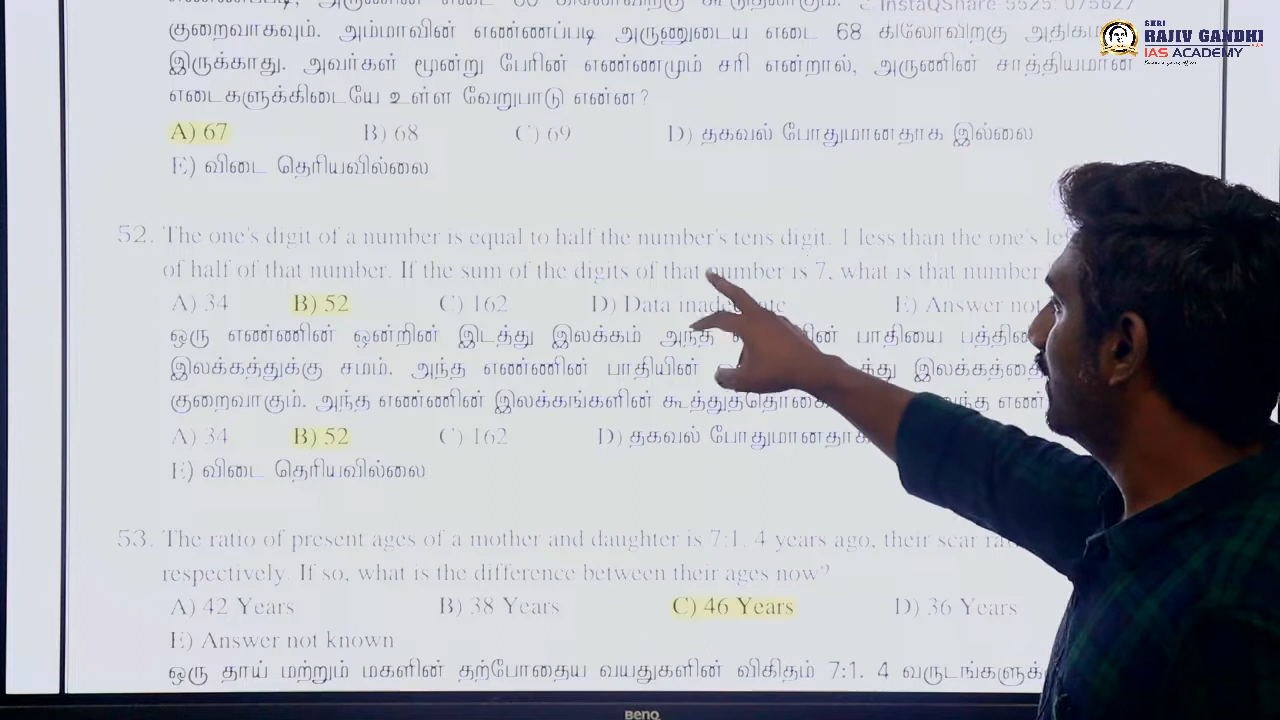 InstaQShare-5525: 075627
SHRI
RAJIV GANDHI
IAS ACADEMY
குறைவாகவும். அம்மாவின் எண்ணப்படி அருணுடைய எடை 68 கிலோவிற்கு
இருக்காது. அவர்கள் மூன்று பேரின் எண்ணமும் சரி என்றால், அருணின் சாத்தியமான
எடைகளுக்கிடையே உள்ள வேறுபாடு என்ன?
A) 67 B) 68 C) 69 D) தகவல் போதுமானதாக இல்லை
E) விடை தெரியவில்லை
52. The one's digit of a number is equal to half the number's tens digit. 1 less than the one's
of half of that number. If the sum of the digits of that number is 7, what is that number
A) 34 B) 52 C) 162 D) Data inadequate E) Answer not
ஒரு எண்ணின் ஒன்றின் இடத்து இலக்கம் அந்த பாதியை
இலக்கத்துக்கு சமம். அந்த எண்ணின் பாதியின் இலக்கத்தை
குறைவாகும். அந்த எண்ணின் இலக்கங்களின் கூத்துத்தொகை அந்த
A) 34 B) 52 C) 162 D) தகவல் போதுமானதாக
E) விடை தெரியவில்லை
53. The ratio of present ages of a mother and daughter is 7:1. 4 years ago, their scar
respectively. If so, what is the difference between their ages now?
A) 42 Years B) 38 Years C) 46 Years D) 36 Years
E) Answer not known
ஒரு தாய் மற்றும் மகளின் தற்போதைய வயதுகளின் விகிதம் 7:1. 4
BenQ